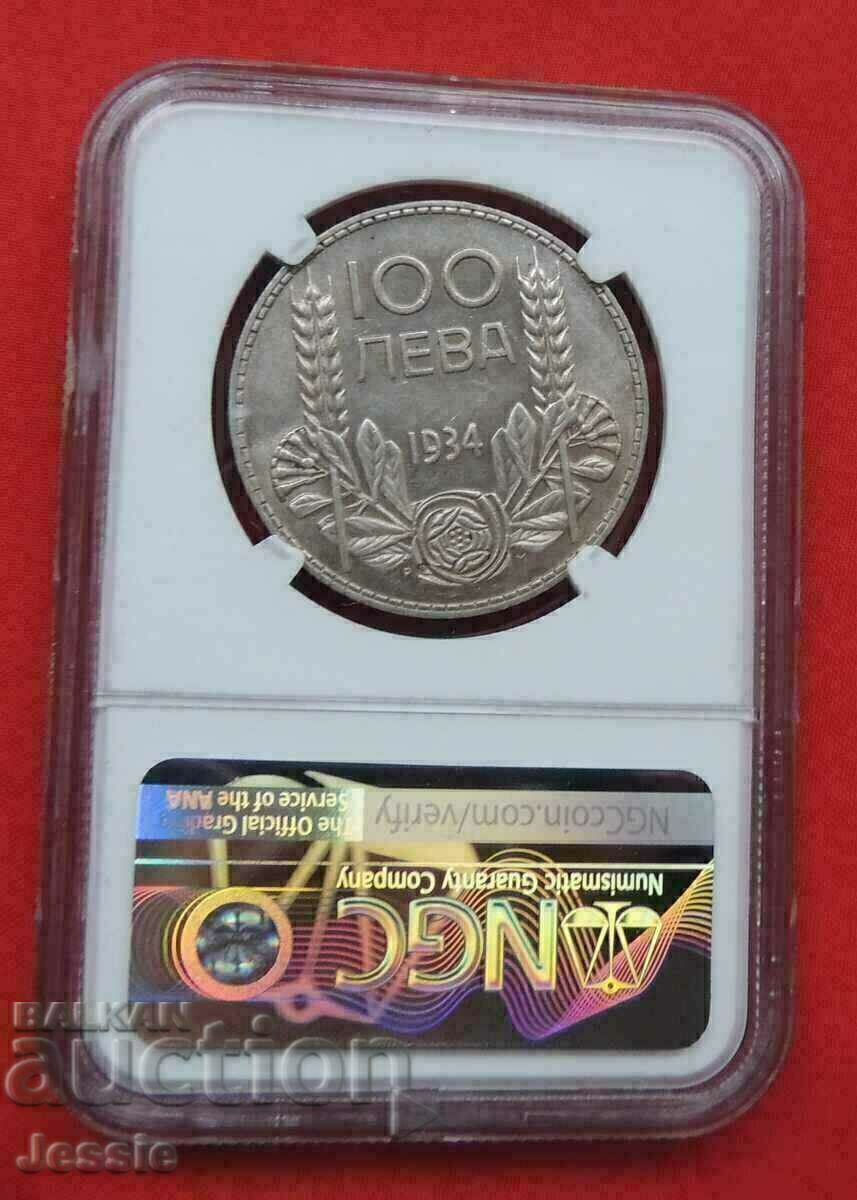 100
ЛЕВА
1934
NGCcoin.com/verify
The Official Grading
Service of the ANA
Numismatic Guaranty Company
NGC
BALKAN
auction
Jessie